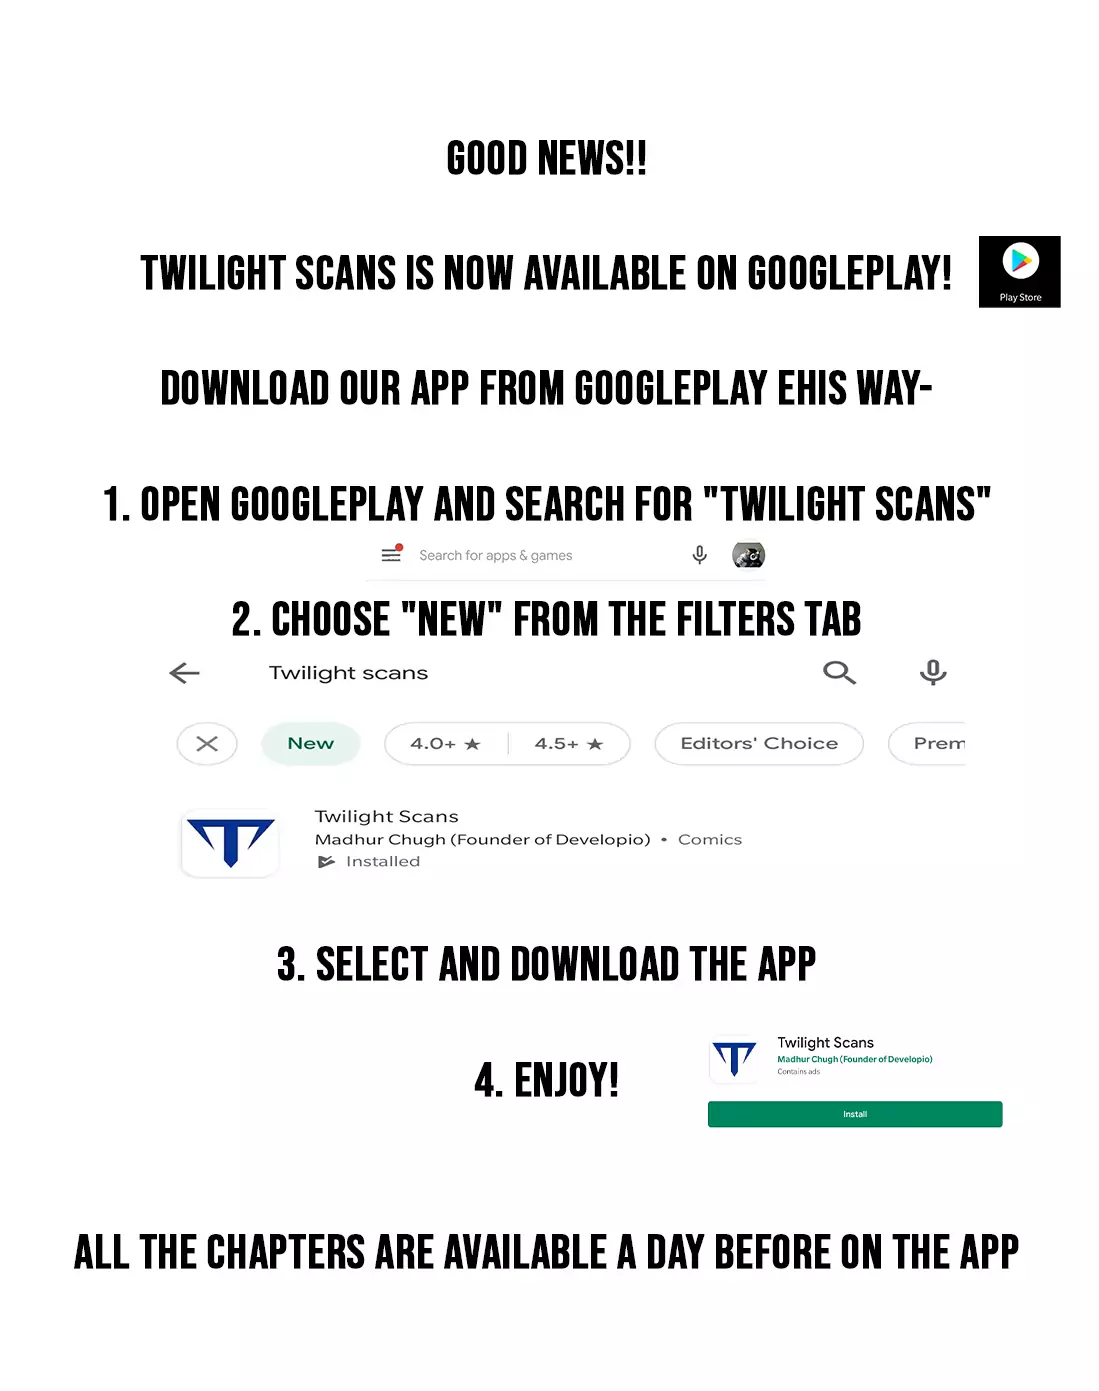 GOOD NEWS!!
TWILIGHT SCANS IS NOW AVAILABLE ON GOOGLEPLAY!
Play Store
DOWNLOAD OUR APP FROM GOOGLEPLAY EHIS WAY-
1. OPEN GOOGLEPLAY AND SEARCH FOR "TWILIGHT SCANS"
Search for apps & games
2. CHOOSE "NEW" FROM THE FILTERS TAB
Twilight scans
New 4.0+ ★ 4.5+ ★ Editors' Choice Prem
Twilight Scans
Madhur Chugh (Founder of Developio) • Comics
Installed
3. SELECT AND DOWNLOAD THE APP
4. ENJOY!
Twilight Scans
Madhur Chugh (Founder of Developio)
Contains ads
Install
ALL THE CHAPTERS ARE AVAILABLE A DAY BEFORE ON THE APP